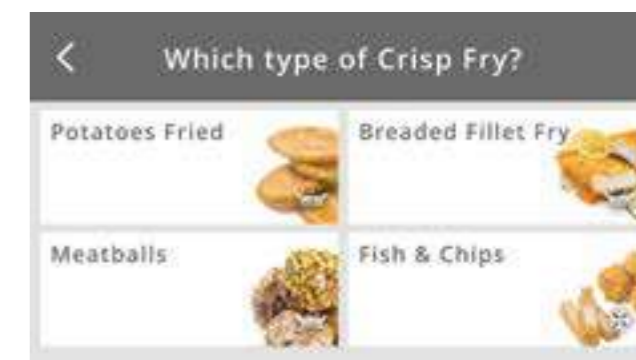 Which type of Crisp Fry?
Potatoes Fried
Breaded Fillet Fry
Meatballs
Fish & Chips